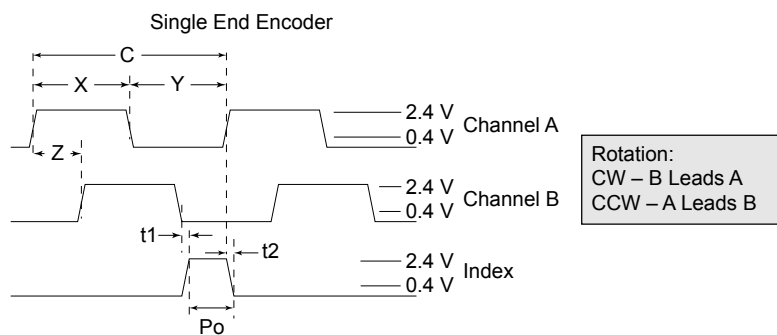 Single End Encoder
C
X
Y
2.4 V
0.4 V
Channel A
Z
2.4 V
0.4 V
Channel B
t1
t2
2.4 V
0.4 V
Index
Po
Rotation:
CW – B Leads A
CCW – A Leads B